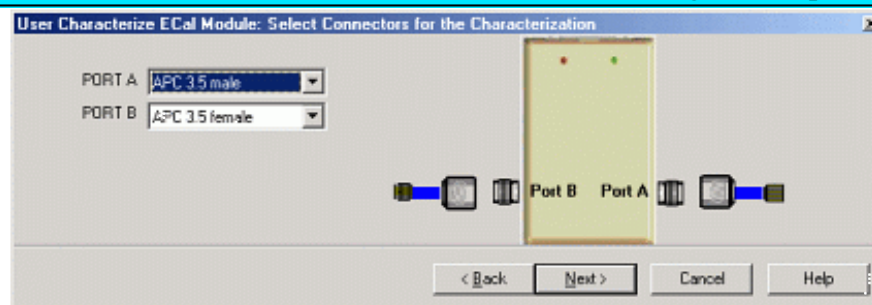 User Characterize ECal Module: Select Connectors for the Characterization
PORT A APC 3.5 male
PORT B APC 3.5 female
Port B Port A
< Back Next > Cancel Help